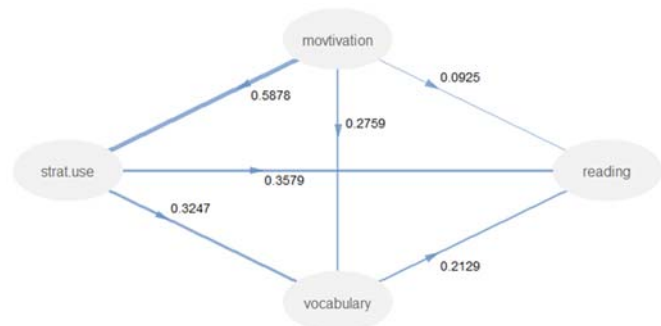 movtivation
0.0925
0.5878
0.2759
strat.use
0.3579
reading
0.3247
0.2129
vocabulary